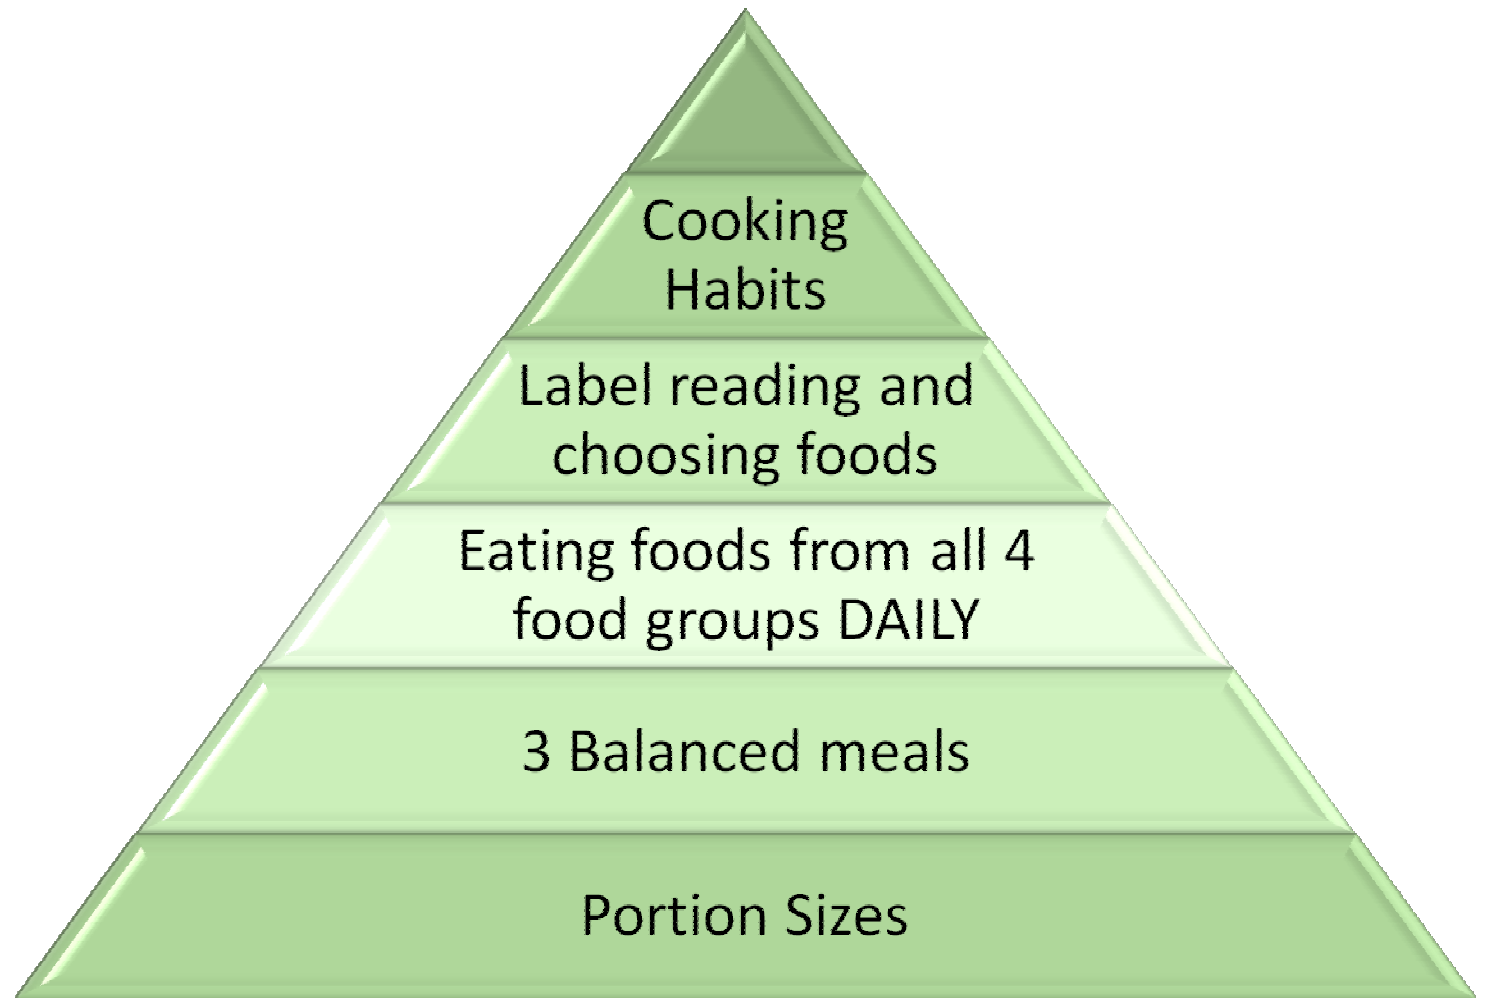 Cooking
Habits
Label reading and
choosing foods
Eating foods from all 4
food groups DAILY
3 Balanced meals
Portion Sizes